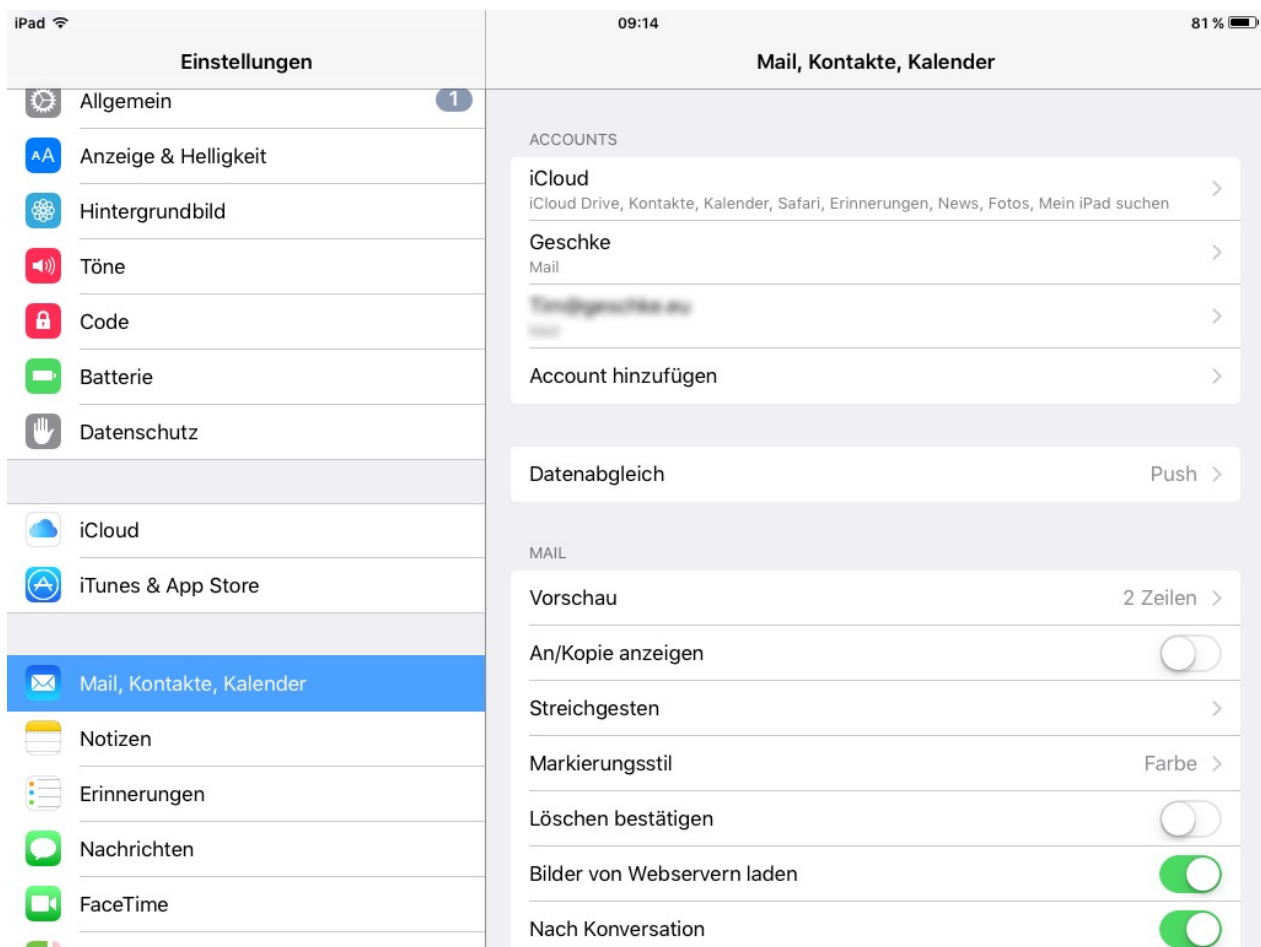 iPad
09:14
81 %
Einstellungen
Allgemein
1
Anzeige & Helligkeit
Hintergrundbild
Töne
Code
Batterie
Datenschutz
iCloud
iTunes & App Store
Mail, Kontakte, Kalender
Notizen
Erinnerungen
Nachrichten
FaceTime
Mail, Kontakte, Kalender
ACCOUNTS
iCloud
iCloud Drive, Kontakte, Kalender, Safari, Erinnerungen, News, Fotos, Mein iPad suchen
Geschke
Mail
Account hinzufügen
Datenabgleich Push
MAIL
Vorschau 2 Zeilen
An/Kopie anzeigen
Streichgesten
Markierungsstil Farbe
Löschen bestätigen
Bilder von Webservern laden
Nach Konversation